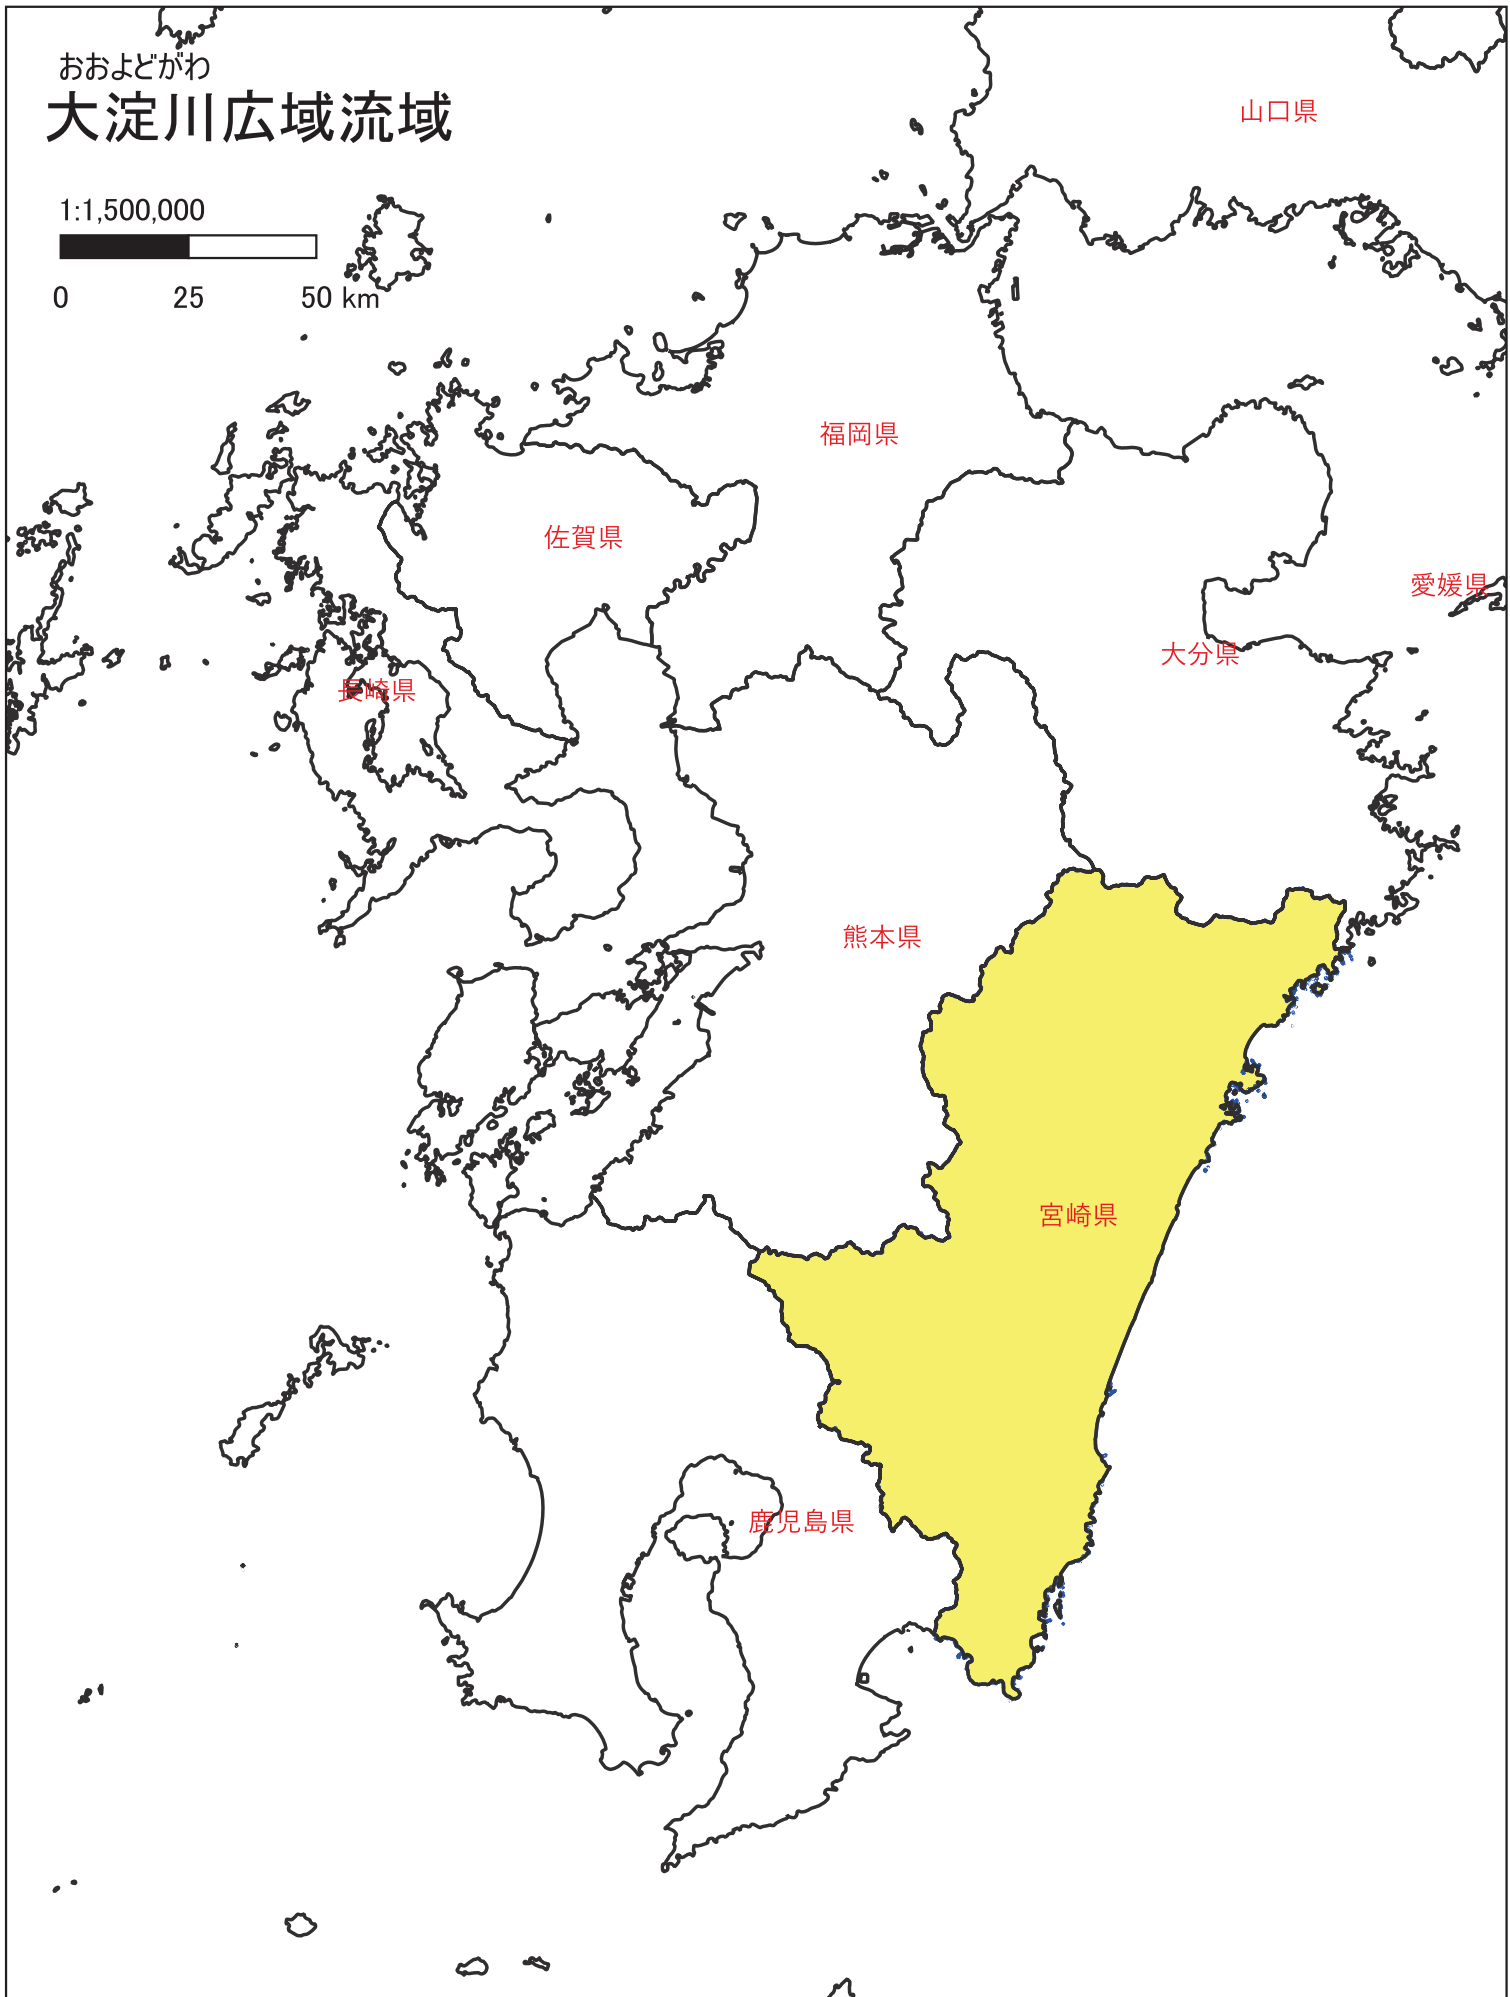 おおよどがわ
大淀川広域流域
1:1,500,000
0 25 50 km
山口県
福岡県
佐賀県
愛媛県
大分県
長崎県
熊本県
宮崎県
鹿児島県